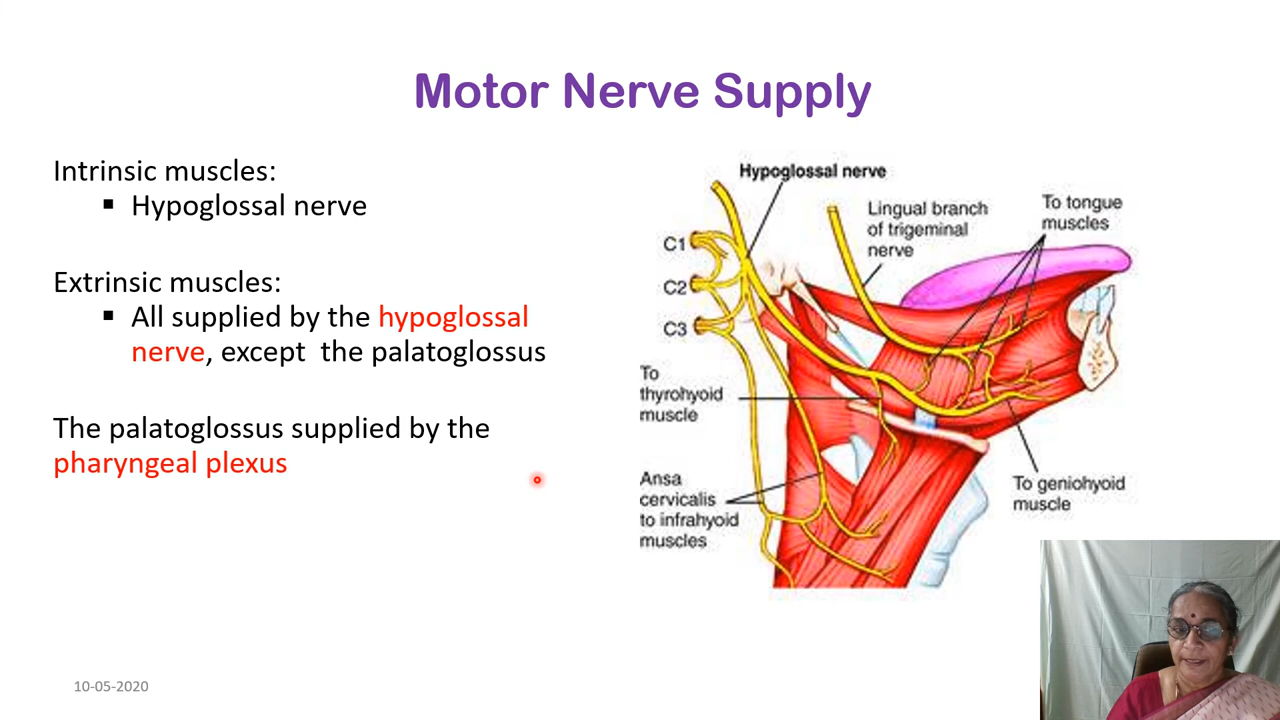 Motor Nerve Supply
Intrinsic muscles:
▪ Hypoglossal nerve
Extrinsic muscles:
▪ All supplied by the hypoglossal
nerve, except the palatoglossus
The palatoglossus supplied by the
pharyngeal plexus
Hypoglossal nerve
Lingual branch
of trigeminal
nerve
To tongue
muscles
C1
C2
C3
To
thyrohyoid
muscle
Ansa
cervicalis
to infrahyoid
muscles
To geniohyoid
muscle
10-05-2020